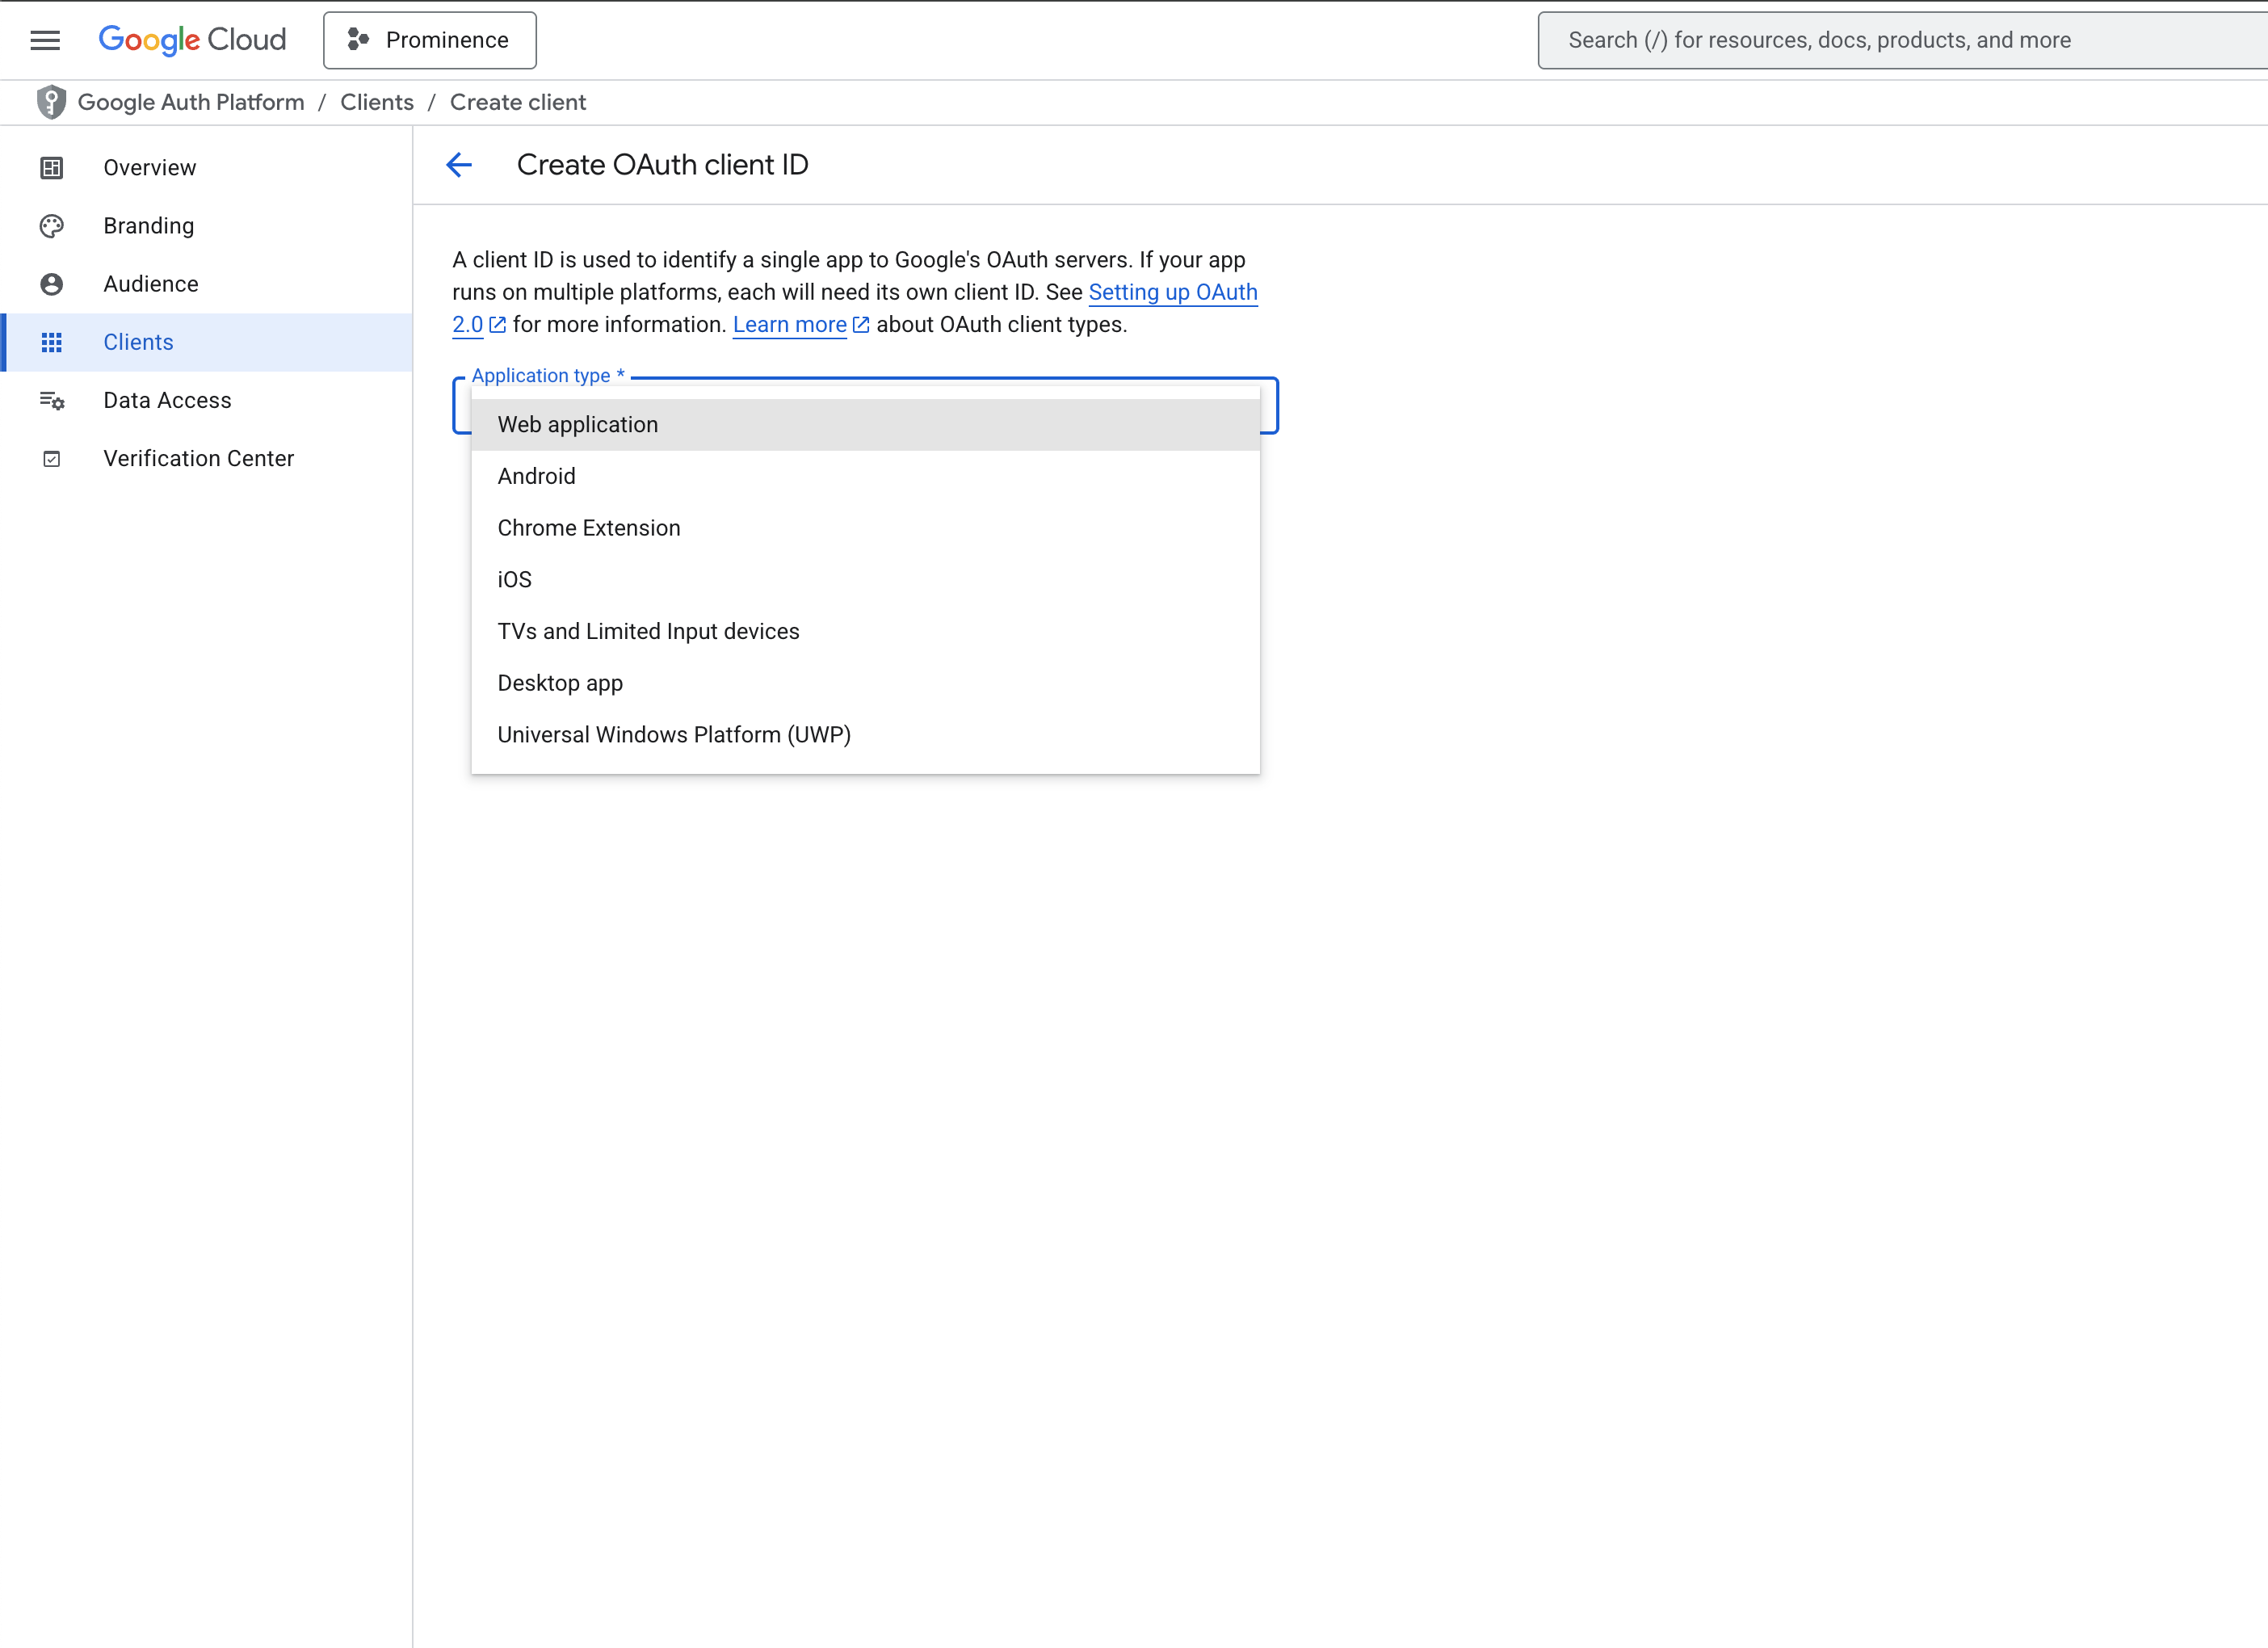 Google Cloud
Prominence
Search (/) for resources, docs, products, and more
Google Auth Platform / Clients / Create client
Overview
Branding
Audience
Clients
Data Access
Verification Center
Create OAuth client ID
A client ID is used to identify a single app to Google's OAuth servers. If your app
runs on multiple platforms, each will need its own client ID. See Setting up OAuth
2.0 for more information. Learn more about OAuth client types.
Application type *
Web application
Android
Chrome Extension
iOS
TVs and Limited Input devices
Desktop app
Universal Windows Platform (UWP)